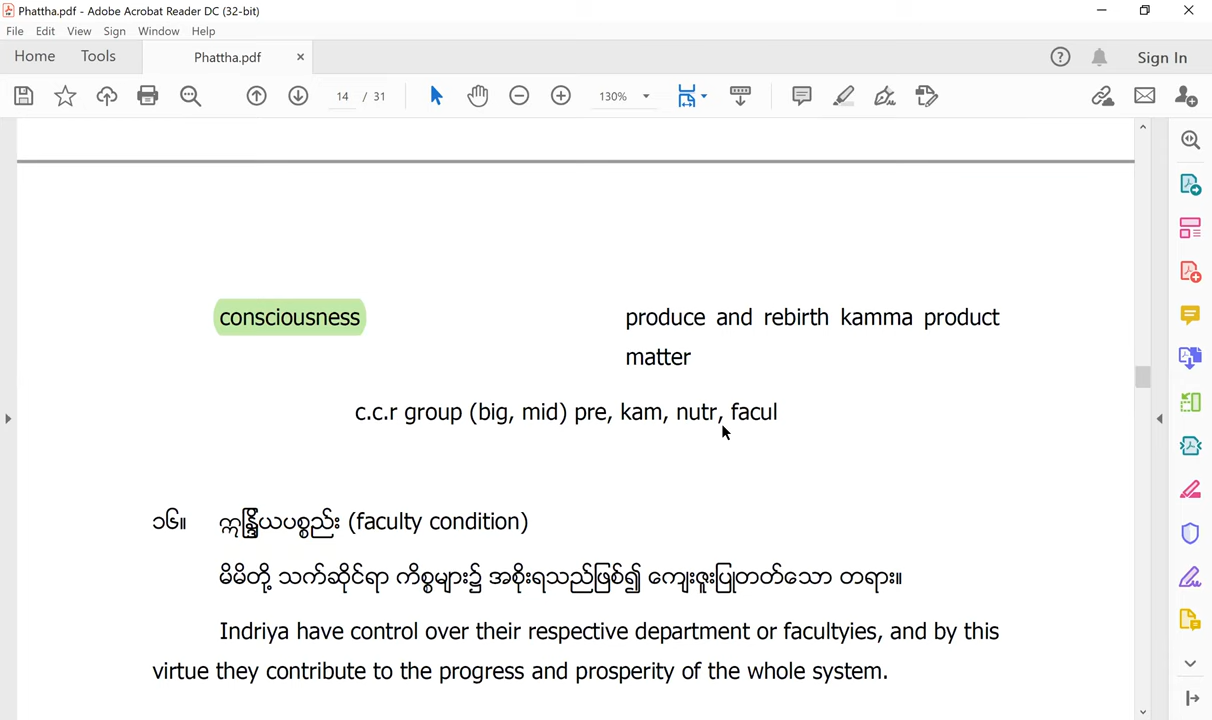 Phattha.pdf - Adobe Acrobat Reader DC (32-bit)
File Edit View Sign Window Help
Home Tools Phattha.pdf Sign In
14 / 31 130%
consciousness produce and rebirth kamma product
matter
c.c.r group (big, mid) pre, kam, nutr, facul
၁၆။ ဣန္ဒြိယပစ္စည်း (faculty condition)
မိမိတို့ သက်ဆိုင်ရာ ကိစ္စများ၌ အစိုးရသည်ဖြစ်၍ ကျေးဇူးပြုတတ်သော တရား။
Indriya have control over their respective department or facultyies, and by this
virtue they contribute to the progress and prosperity of the whole system.